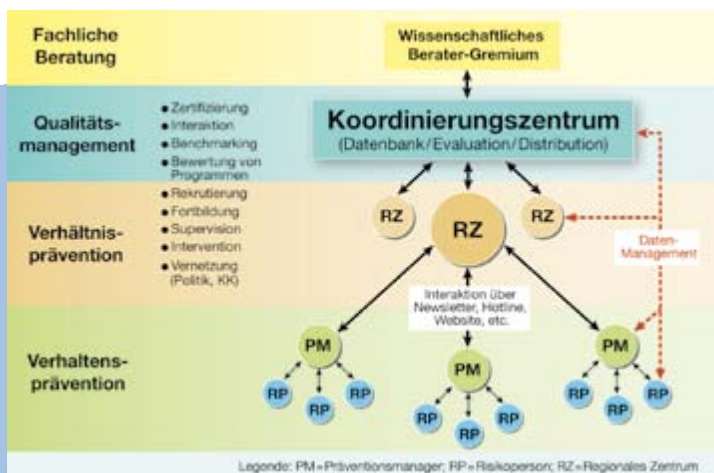 Fachliche
Beratung
Wissenschaftliches
Berater-Gremium
Qualitäts-
management
● Zertifizierung
● Interaktion
● Benchmarking
● Bewertung von
Programmen
Koordinierungszentrum
(Datenbank/Evaluation/Distribution)
Verhältnis-
prävention
● Rekrutierung
● Fortbildung
● Supervision
● Intervention
● Vernetzung
(Politik, KK)
RZ
RZ
RZ
Daten-
Management
Interaktion über
Newsletter, Hotline,
Website, etc.
Verhaltens-
prävention
PM
PM
PM
RP
RP
RP
RP
RP
RP
RP
RP
RP
Legende: PM=Präventionsmanager; RP=Risikoperson; RZ=Regionales Zentrum